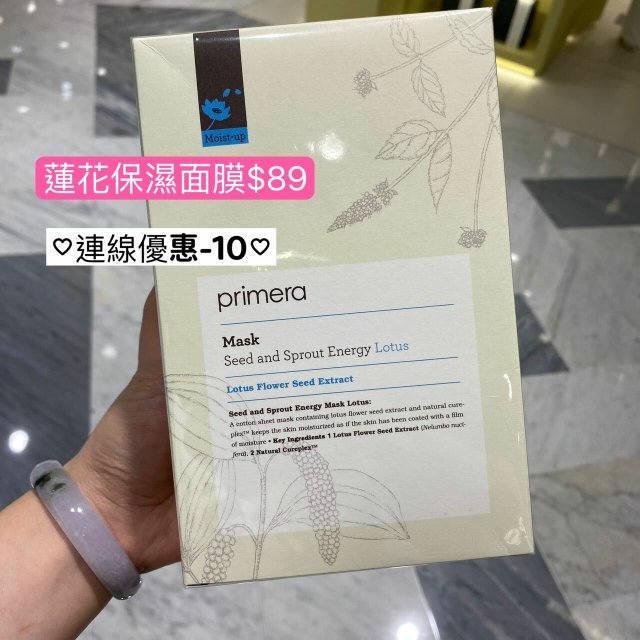 Moist-up
蓮花保濕面膜$89
♡連線優惠-10♡
primera
Mask
Seed and Sprout Energy Lotus
Lotus Flower Seed Extract
Seed and Sprout Energy Mask Lotus:
A cotton sheet mask containing lotus flower seed extract and natural cure-
plex™ keeps the skin moisturized as if the skin has been coated with a film
of moisture • Key Ingredients 1 Lotus Flower Seed Extract (Nelumbo nuci-
fera), 2 Natural Cureplex™